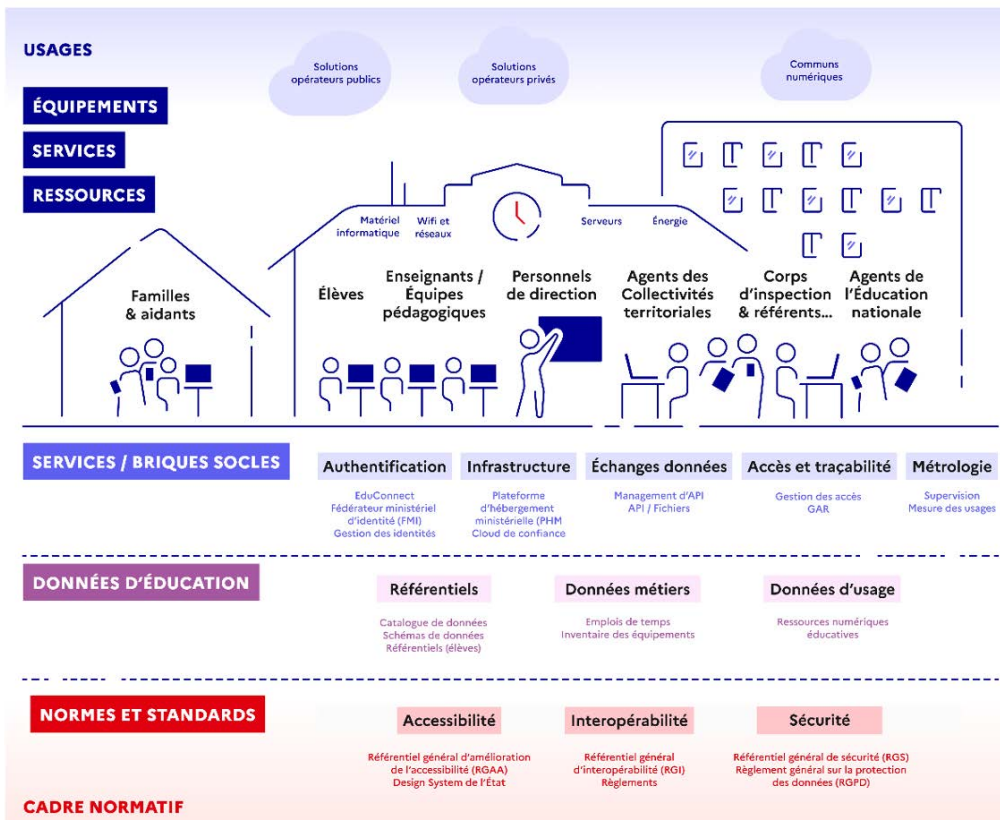 USAGES
Solutions
opérateurs publics
Solutions
opérateurs privés
Communs
numériques
ÉQUIPEMENTS
SERVICES
RESSOURCES
Matériel
informatique
Wifi et
réseaux
Serveurs
Énergie
Familles
& aidants
Élèves
Enseignants /
Équipes
pédagogiques
Personnels
de direction
Agents des
Collectivités
territoriales
Corps
d'inspection
& référents...
Agents de
l'Éducation
nationale
SERVICES / BRIQUES SOCLES
Authentification
EduConnect
Fédérateur ministériel
d'identité (FMI)
Gestion des identités
Infrastructure
Plateforme
d'hébergement
ministérielle (PHM
Cloud de confiance
Échanges données
Management d'API
API / Fichiers
Accès et traçabilité
Gestion des accès
GAR
Métrologie
Supervision
Mesure des usages
DONNÉES D'ÉDUCATION
Référentiels
Catalogue de données
Schémas de données
Référentiels (élèves)
Données métiers
Emplois de temps
Inventaire des équipements
Données d'usage
Ressources numériques
éducatives
NORMES ET STANDARDS
Accessibilité
Référentiel général d'amélioration
de l'accessibilité (RGAA)
Design System de l'État
Interopérabilité
Référentiel général
d'interopérabilité (RGI)
Règlements
Sécurité
Référentiel général de sécurité (RGS)
Règlement général sur la protection
des données (RGPD)
CADRE NORMATIF